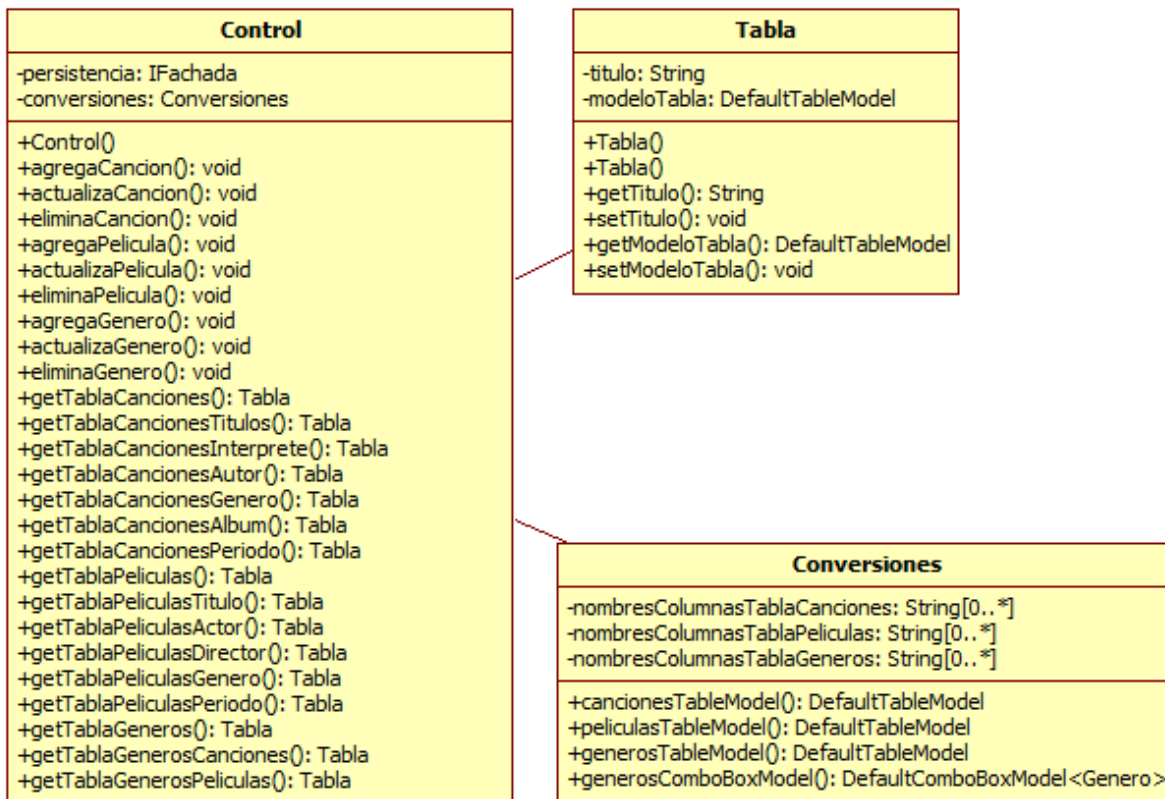 Control
-persistencia: IFachada
-conversiones: Conversiones
+Control()
+agregaCancion(): void
+actualizaCancion(): void
+eliminaCancion(): void
+agregaPelicula(): void
+actualizaPelicula(): void
+eliminaPelicula(): void
+agregaGenero(): void
+actualizaGenero(): void
+eliminaGenero(): void
+getTablaCanciones(): Tabla
+getTablaCancionesTitulos(): Tabla
+getTablaCancionesInterprete(): Tabla
+getTablaCancionesAutor(): Tabla
+getTablaCancionesGenero(): Tabla
+getTablaCancionesAlbum(): Tabla
+getTablaCancionesPeriodo(): Tabla
+getTablaPeliculas(): Tabla
+getTablaPeliculasTitulo(): Tabla
+getTablaPeliculasActor(): Tabla
+getTablaPeliculasDirector(): Tabla
+getTablaPeliculasGenero(): Tabla
+getTablaPeliculasPeriodo(): Tabla
+getTablaGeneros(): Tabla
+getTablaGenerosCanciones(): Tabla
+getTablaGenerosPeliculas(): Tabla
Tabla
-titulo: String
-modeloTabla: DefaultTableModel
+Tabla()
+Tabla()
+getTitulo(): String
+setTitulo(): void
+getModeloTabla(): DefaultTableModel
+setModeloTabla(): void
Conversiones
-nombresColumnasTablaCanciones: String[0..*]
-nombresColumnasTablaPeliculas: String[0..*]
-nombresColumnasTablaGeneros: String[0..*]
+cancionesTableModel(): DefaultTableModel
+peliculasTableModel(): DefaultTableModel
+generosTableModel(): DefaultTableModel
+generosComboBoxModel(): DefaultComboBoxModel<Genero>